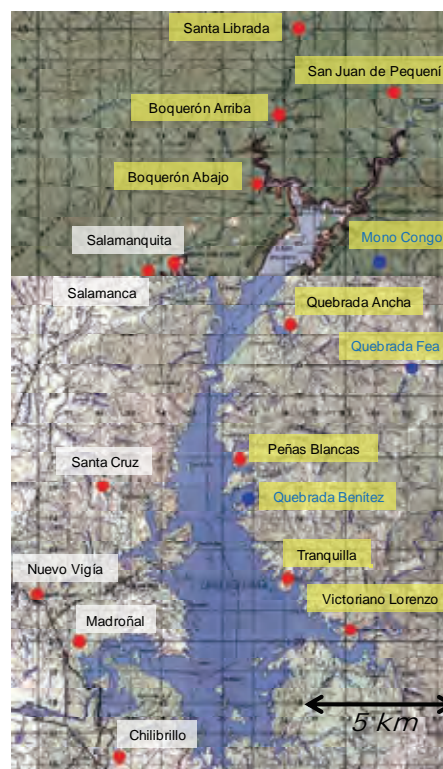 Santa Librada
San Juan de Pequení
Boquerón Arriba
Boquerón Abajo
Salamanquita
Mono Congo
Salamanca
Quebrada Ancha
Quebrada Fea
Peñas Blancas
Santa Cruz
Quebrada Benítez
Tranquilla
Nuevo Vigía
Victoriano Lorenzo
Madroñal
5 km
Chilibrillo